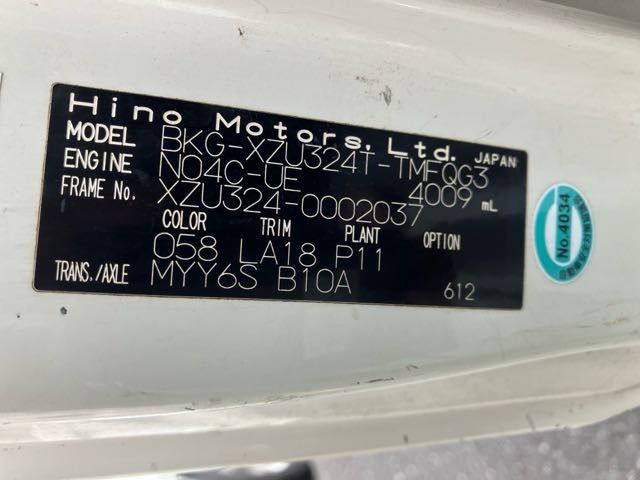 Hino Motors, Ltd. JAPAN
MODEL BKG-XZU324T-TMFQG3
ENGINE N04C-UE 4009 mL
FRAME No. XZU324-0002037
COLOR TRIM PLANT OPTION
058 LA18 P11
TRANS./AXLE MYY6S B10A 612
No.4034